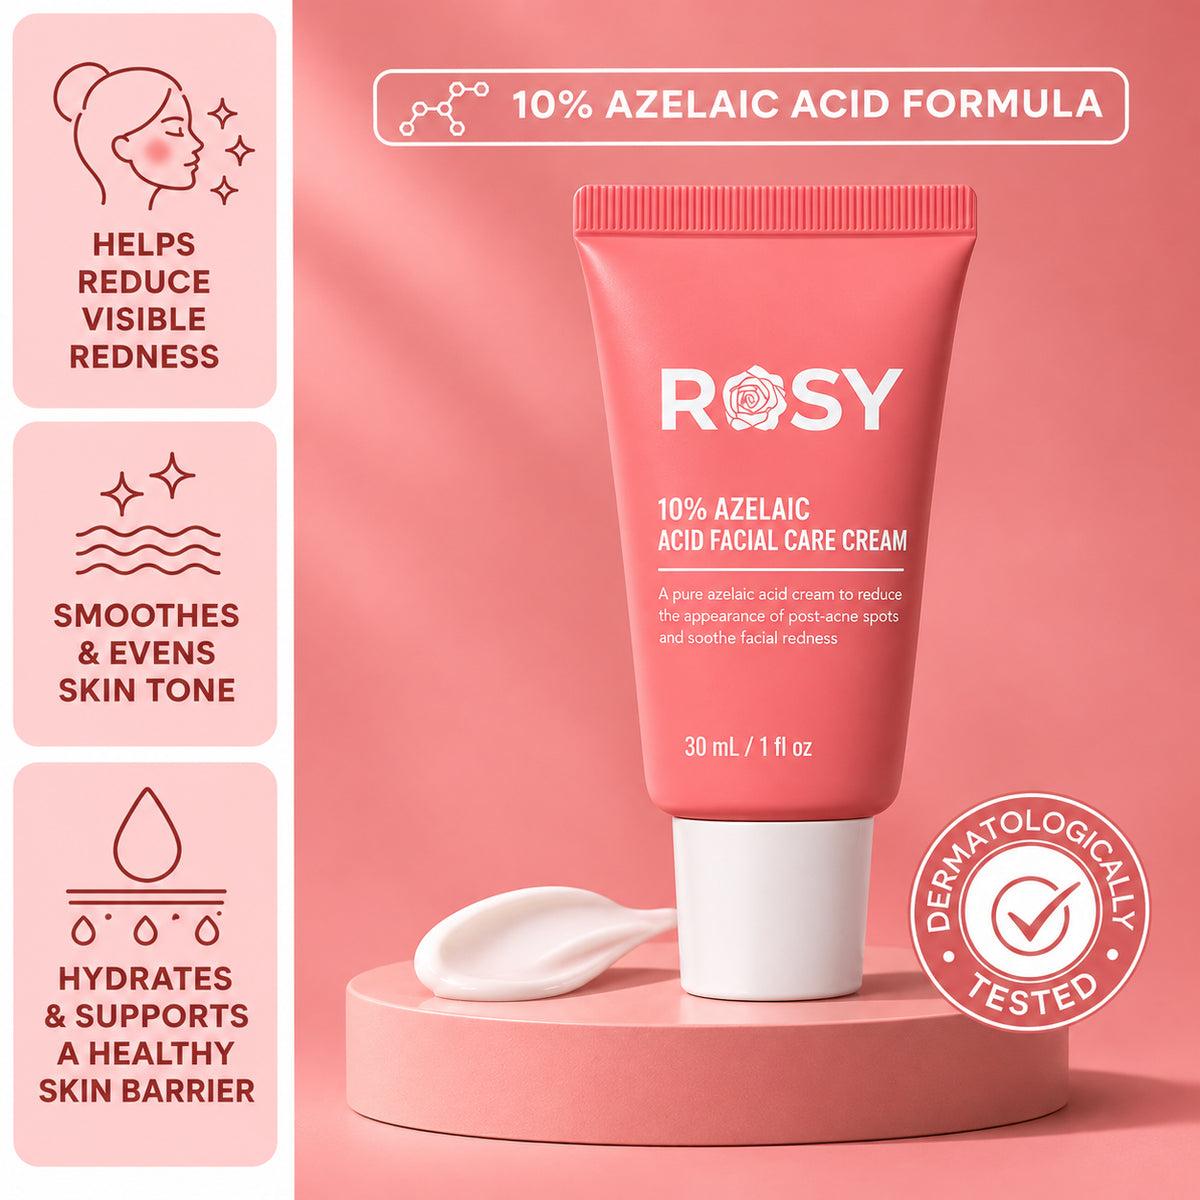 HELPS
REDUCE
VISIBLE
REDNESS
SMOOTHES
& EVENS
SKIN TONE
HYDRATES
& SUPPORTS
A HEALTHY
SKIN BARRIER
10% AZELAIC ACID FORMULA
ROSY
10% AZELAIC
ACID FACIAL CARE CREAM
A pure azelaic acid cream to reduce
the appearance of post-acne spots
and soothe facial redness
30 mL / 1 fl oz
DERMATOLOGICALLY
TESTED